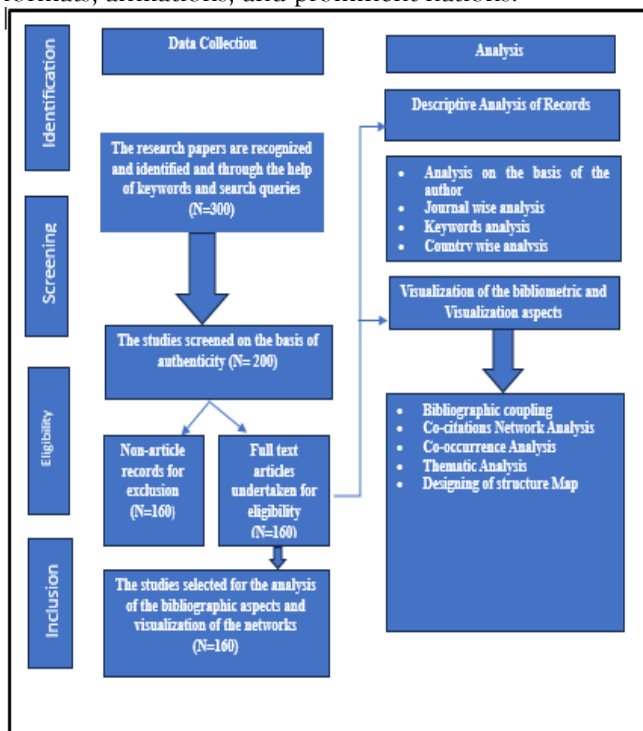 formats, animations, and prominent nations.
Identification
Data Collection
Analysis
Descriptive Analysis of Records
The research papers are recognized
and identified and through the help
of keywords and search queries
(N=300)
• Analysis on the basis of the
author
• Journal wise analysis
• Keywords analysis
• Country wise analysis
Screening
Visualization of the bibliometric and
Visualization aspects
The studies screened on the basis of
authenticity (N= 200)
Eligibility
Non-article
records for
exclusion
(N=160)
Full text
articles
undertaken for
eligibility
(N=160)
• Bibliographic coupling
• Co-citations Network Analysis
• Co-occurrence Analysis
• Thematic Analysis
• Designing of structure Map
Inclusion
The studies selected for the analysis
of the bibliographic aspects and
visualization of the networks
(N=160)